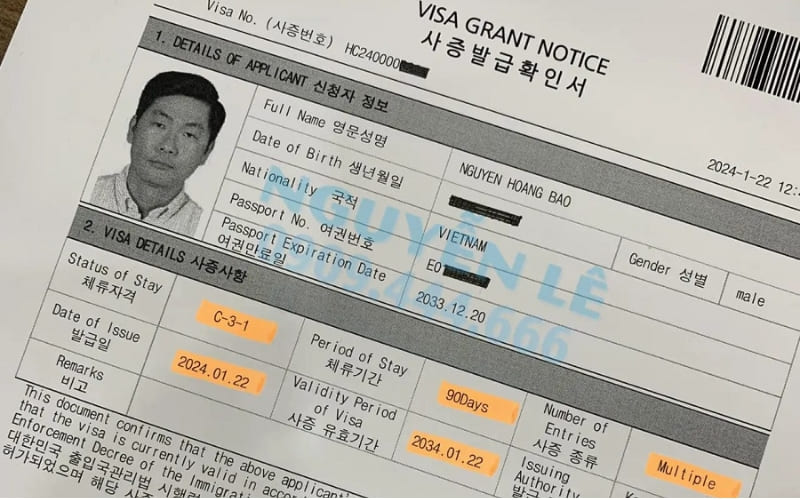 Visa No. (사증번호) HC240000
VISA GRANT NOTICE
사증발급확인서
2024-1-22 12:
1. DETAILS OF APPLICANT 신청자 정보
Full Name 영문성명 NGUYEN HOANG BAO
Date of Birth 생년월일
Nationality 국적 VIETNAM
Gender 성별 male
Passport No. 여권번호 E0
Passport Expiration Date 2033.12.20
여권만료일
NGUYỄN LÊ
2. VISA DETAILS 사증사항
Status of Stay C-3-1
체류자격
Period of Stay 90Days
체류기간
Number of Entries Multiple
사증 종류
Date of Issue 2024.01.22
발급일
Validity Period of Visa 2034.01.22
사증 유효기간
Issuing
Authority
Remarks
비고
This document confirms that the above applicant'
that the visa is currently valid in accor
Enforcement Decree of the Immigra
대한민국 출입국관리법 시행령
허가되었으며 해당 사증